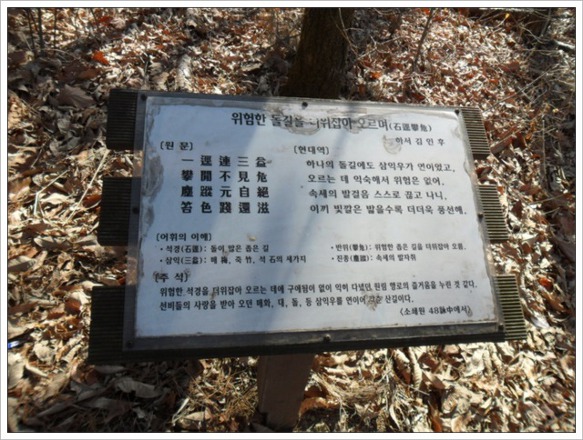 위험한 돌길을 더위잡아 오르며(石逕攀危)
하서 김 인 후
[원 문]
一逕連三益
攀閒不見危
塵蹤元自絕
苔色踐還滋
[현대역]
하나의 돌길에도 삼익우가 연이었고,
오르는 데 익숙해서 위험은 없어.
속세의 발걸음 스스로 끊고 나니,
이끼 빛깔은 밟을수록 더더욱 풍성해.
[어휘의 이해]
· 석경(石逕): 돌이 많은 좁은 길
· 삼익(三益): 매 梅, 죽 竹, 석 石의 세가지
· 반위(攀危): 위험한 좁은 길을 더위잡아 오름.
· 진종(塵蹤): 속세의 발자취
[주 석]
위험한 석경을 더위잡아 오르는 데에 구애됨이 없이 익히 다녔던 원림 행로의 즐거움을 누린 것 같다.
선비들의 사랑을 받아 오던 매화, 대, 돌, 등 삼익우를 연이어 산길이다.
<소쇄원 48詠中에서>